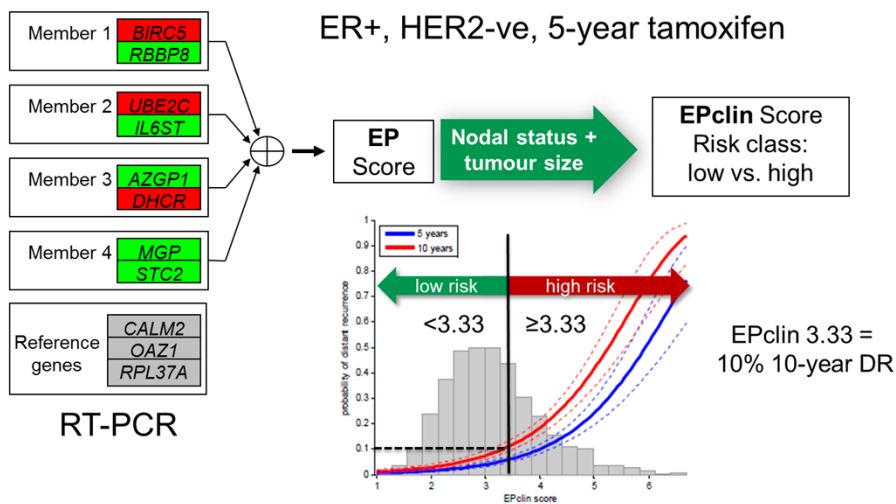 ER+, HER2-ve, 5-year tamoxifen
Member 1
BIRC5
RBBP8
Member 2
UBE2C
IL6ST
Member 3
AZGP1
DHCR
Member 4
MGP
STC2
Reference
genes
CALM2
OAZ1
RPL37A
RT-PCR
EP
Score
Nodal status +
tumour size
EPclin Score
Risk class:
low vs. high
5 years
10 years
low risk
high risk
<3.33
≥3.33
probability of distant recurrence
1
0.9
0.8
0.7
0.6
0.5
0.4
0.3
0.2
0.1
0
1
2
3
4
5
6
EPclin score
EPclin 3.33 =
10% 10-year DR